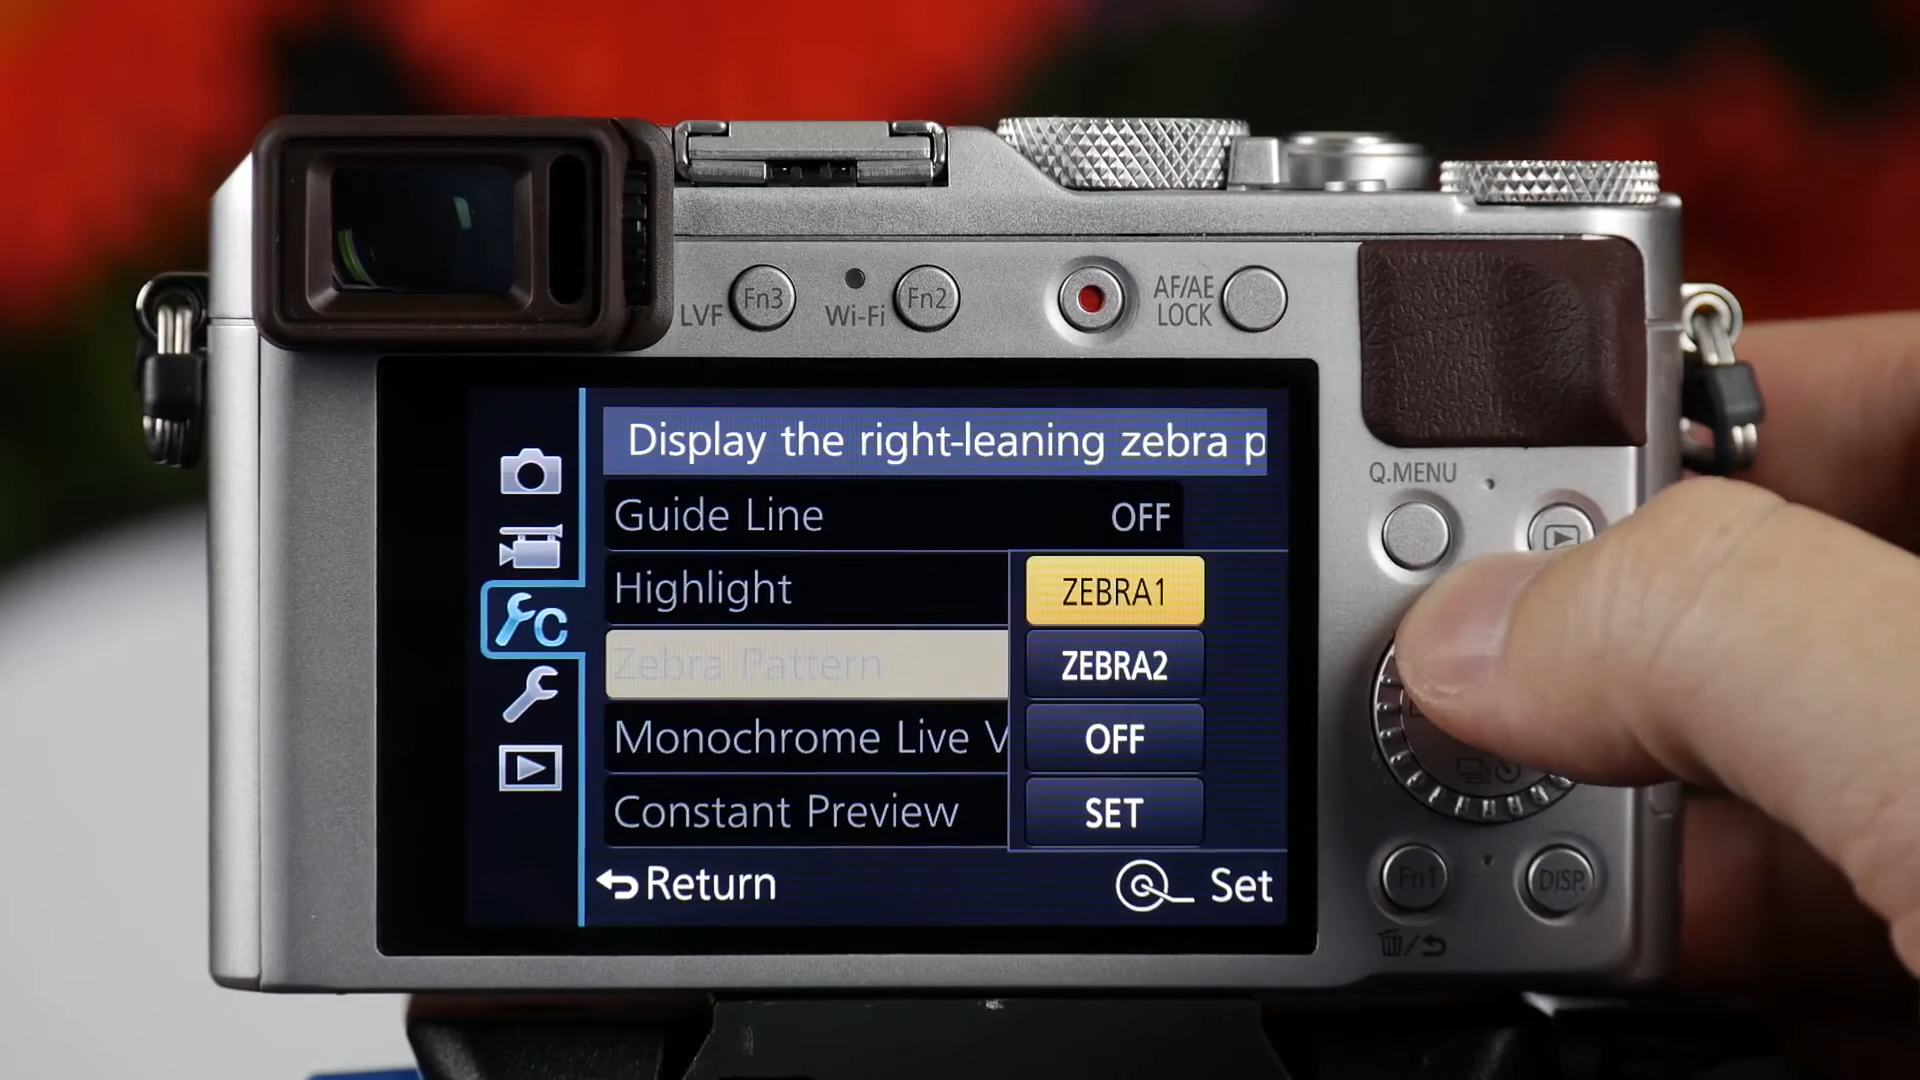 LVF Fn3 Wi-Fi Fn2 AF/AE LOCK
Display the right-leaning zebra p
Guide Line OFF
Highlight
Zebra Pattern
Monochrome Live V
Constant Preview
ZEBRA1
ZEBRA2
OFF
SET
Return Set
C
Q.MENU
Fn1 DISP.